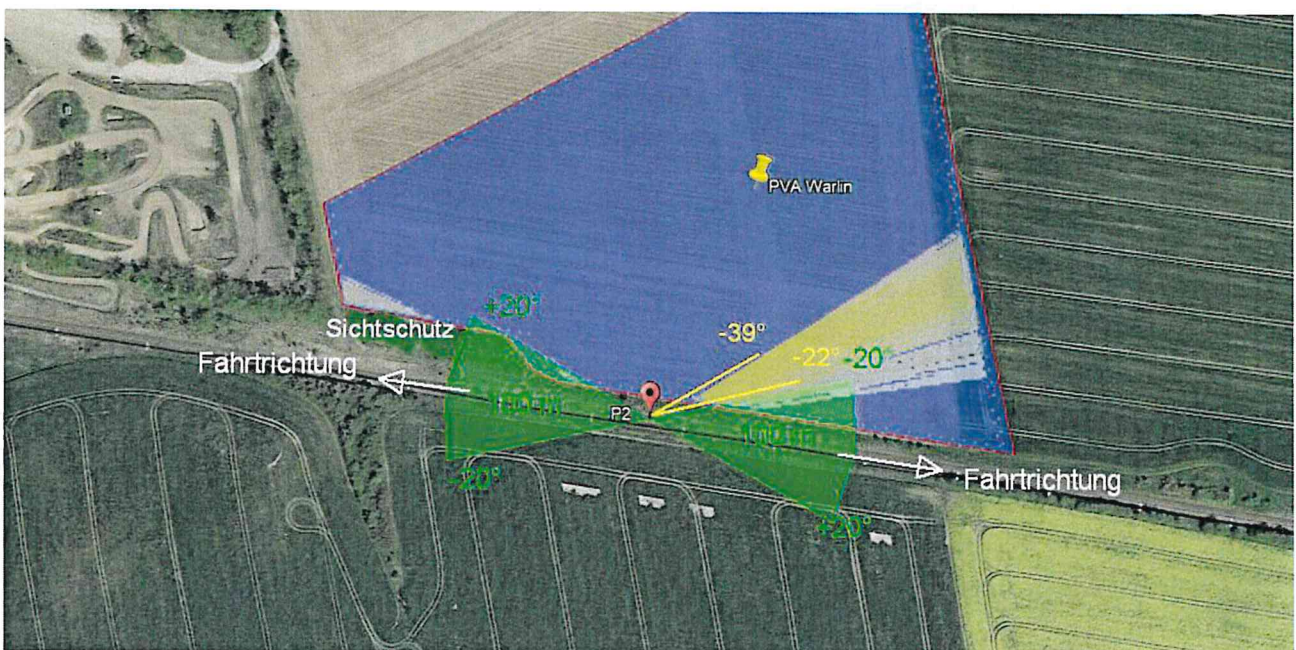 PVA Warlin
+20°
Sichtschutz
-39°
Fahrtrichtung
-22° -20°
P2
-20°
Fahrtrichtung
+20°